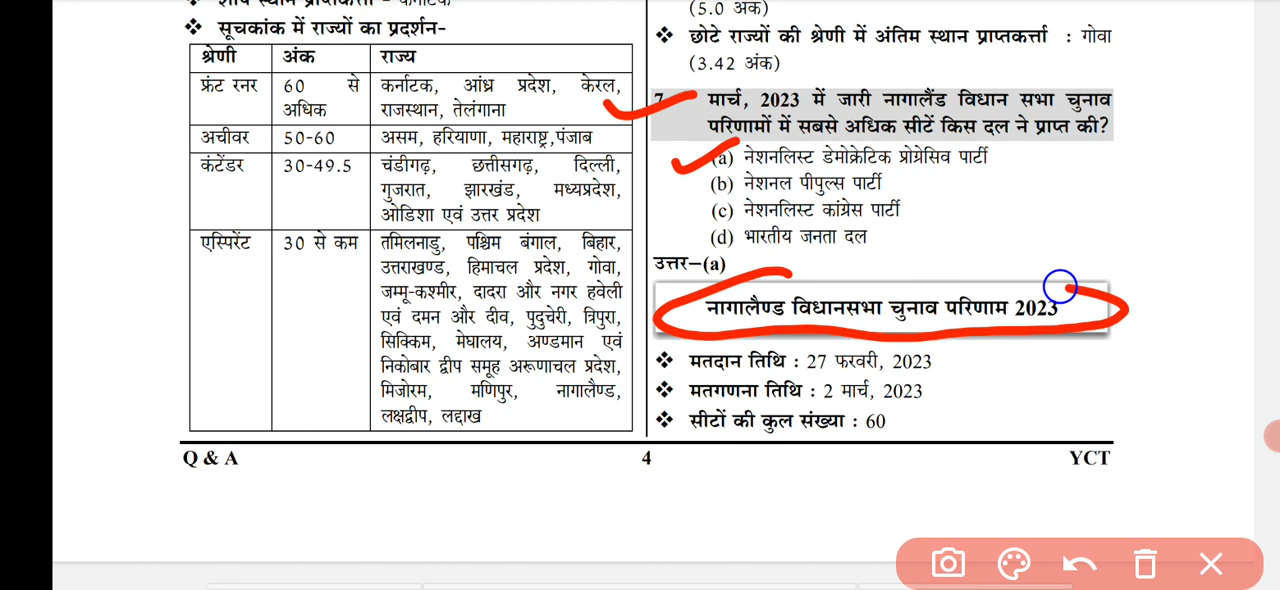 सूचकांक में राज्यों का प्रदर्शन-
श्रेणी अंक राज्य
फ्रंट रनर 60 से अधिक कर्नाटक, आंध्र प्रदेश, केरल,
राजस्थान, तेलंगाना
अचीवर 50-60 असम, हरियाणा, महाराष्ट्र,पंजाब
कंटेंडर 30-49.5 चंडीगढ़, छत्तीसगढ़, दिल्ली,
गुजरात, झारखंड, मध्यप्रदेश,
ओडिशा एवं उत्तर प्रदेश
एस्पिरेंट 30 से कम तमिलनाडु, पश्चिम बंगाल, बिहार,
उत्तराखण्ड, हिमाचल प्रदेश, गोवा,
जम्मू-कश्मीर, दादरा और नगर हवेली
एवं दमन और दीव, पुदुचेरी, त्रिपुरा,
सिक्किम, मेघालय, अण्डमान एवं
निकोबार द्वीप समूह अरूणाचल प्रदेश,
मिजोरम, मणिपुर, नागालैण्ड,
लक्षद्वीप, लद्दाख
(5.0 अंक)
छोटे राज्यों की श्रेणी में अंतिम स्थान प्राप्तकर्त्ता : गोवा
(3.42 अंक)
7. मार्च, 2023 में जारी नागालैंड विधान सभा चुनाव
परिणामों में सबसे अधिक सीटें किस दल ने प्राप्त की?
(a) नेशनलिस्ट डेमोक्रेटिक प्रोग्रेसिव पार्टी
(b) नेशनल पीपुल्स पार्टी
(c) नेशनलिस्ट कांग्रेस पार्टी
(d) भारतीय जनता दल
उत्तर–(a)
नागालैण्ड विधानसभा चुनाव परिणाम 2023
मतदान तिथि : 27 फरवरी, 2023
मतगणना तिथि : 2 मार्च, 2023
सीटों की कुल संख्या : 60
Q & A 4 YCT